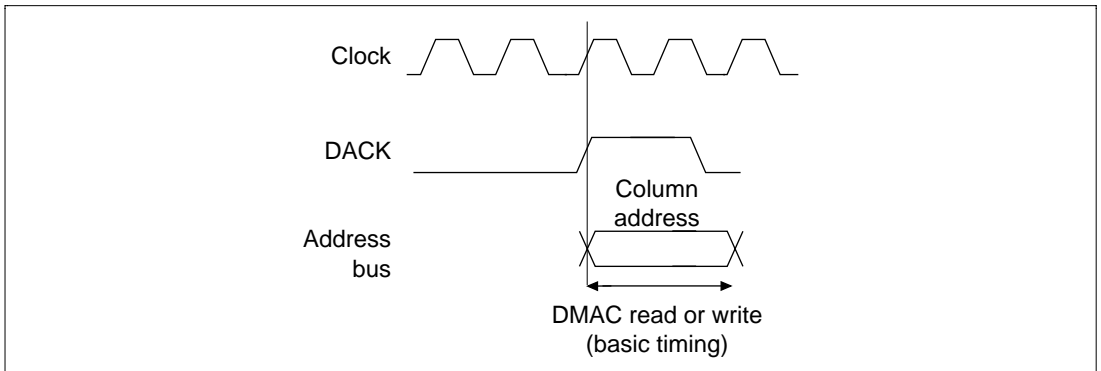 Clock
DACK
Column
address
Address
bus
DMAC read or write
(basic timing)